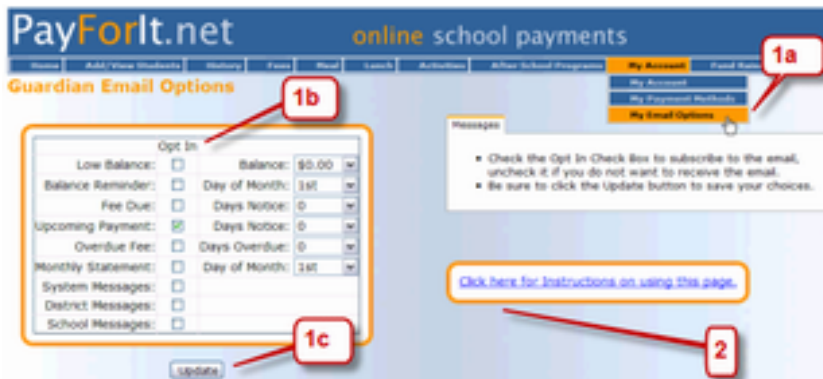 PayForIt.net online school payments
Home Add/View Students History Fees Meal Lunch Activities After School Programs My Account Fund Rais
1a
My Account
My Payment Methods
My Email Options
Guardian Email Options
1b
Messages
Check the Opt In Check Box to subscribe to the email,
uncheck it if you do not want to receive the email.
Be sure to click the Update button to save your choices.
Opt In
Low Balance: Balance: $0.00
Balance Reminder: Day of Month: 1st
Fee Due: Days Notice: 0
Upcoming Payment: Days Notice: 0
Overdue Fee: Days Overdue: 0
Monthly Statement: Day of Month: 1st
System Messages:
District Messages:
School Messages:
Click here for Instructions on using this page.
1c
2
Update